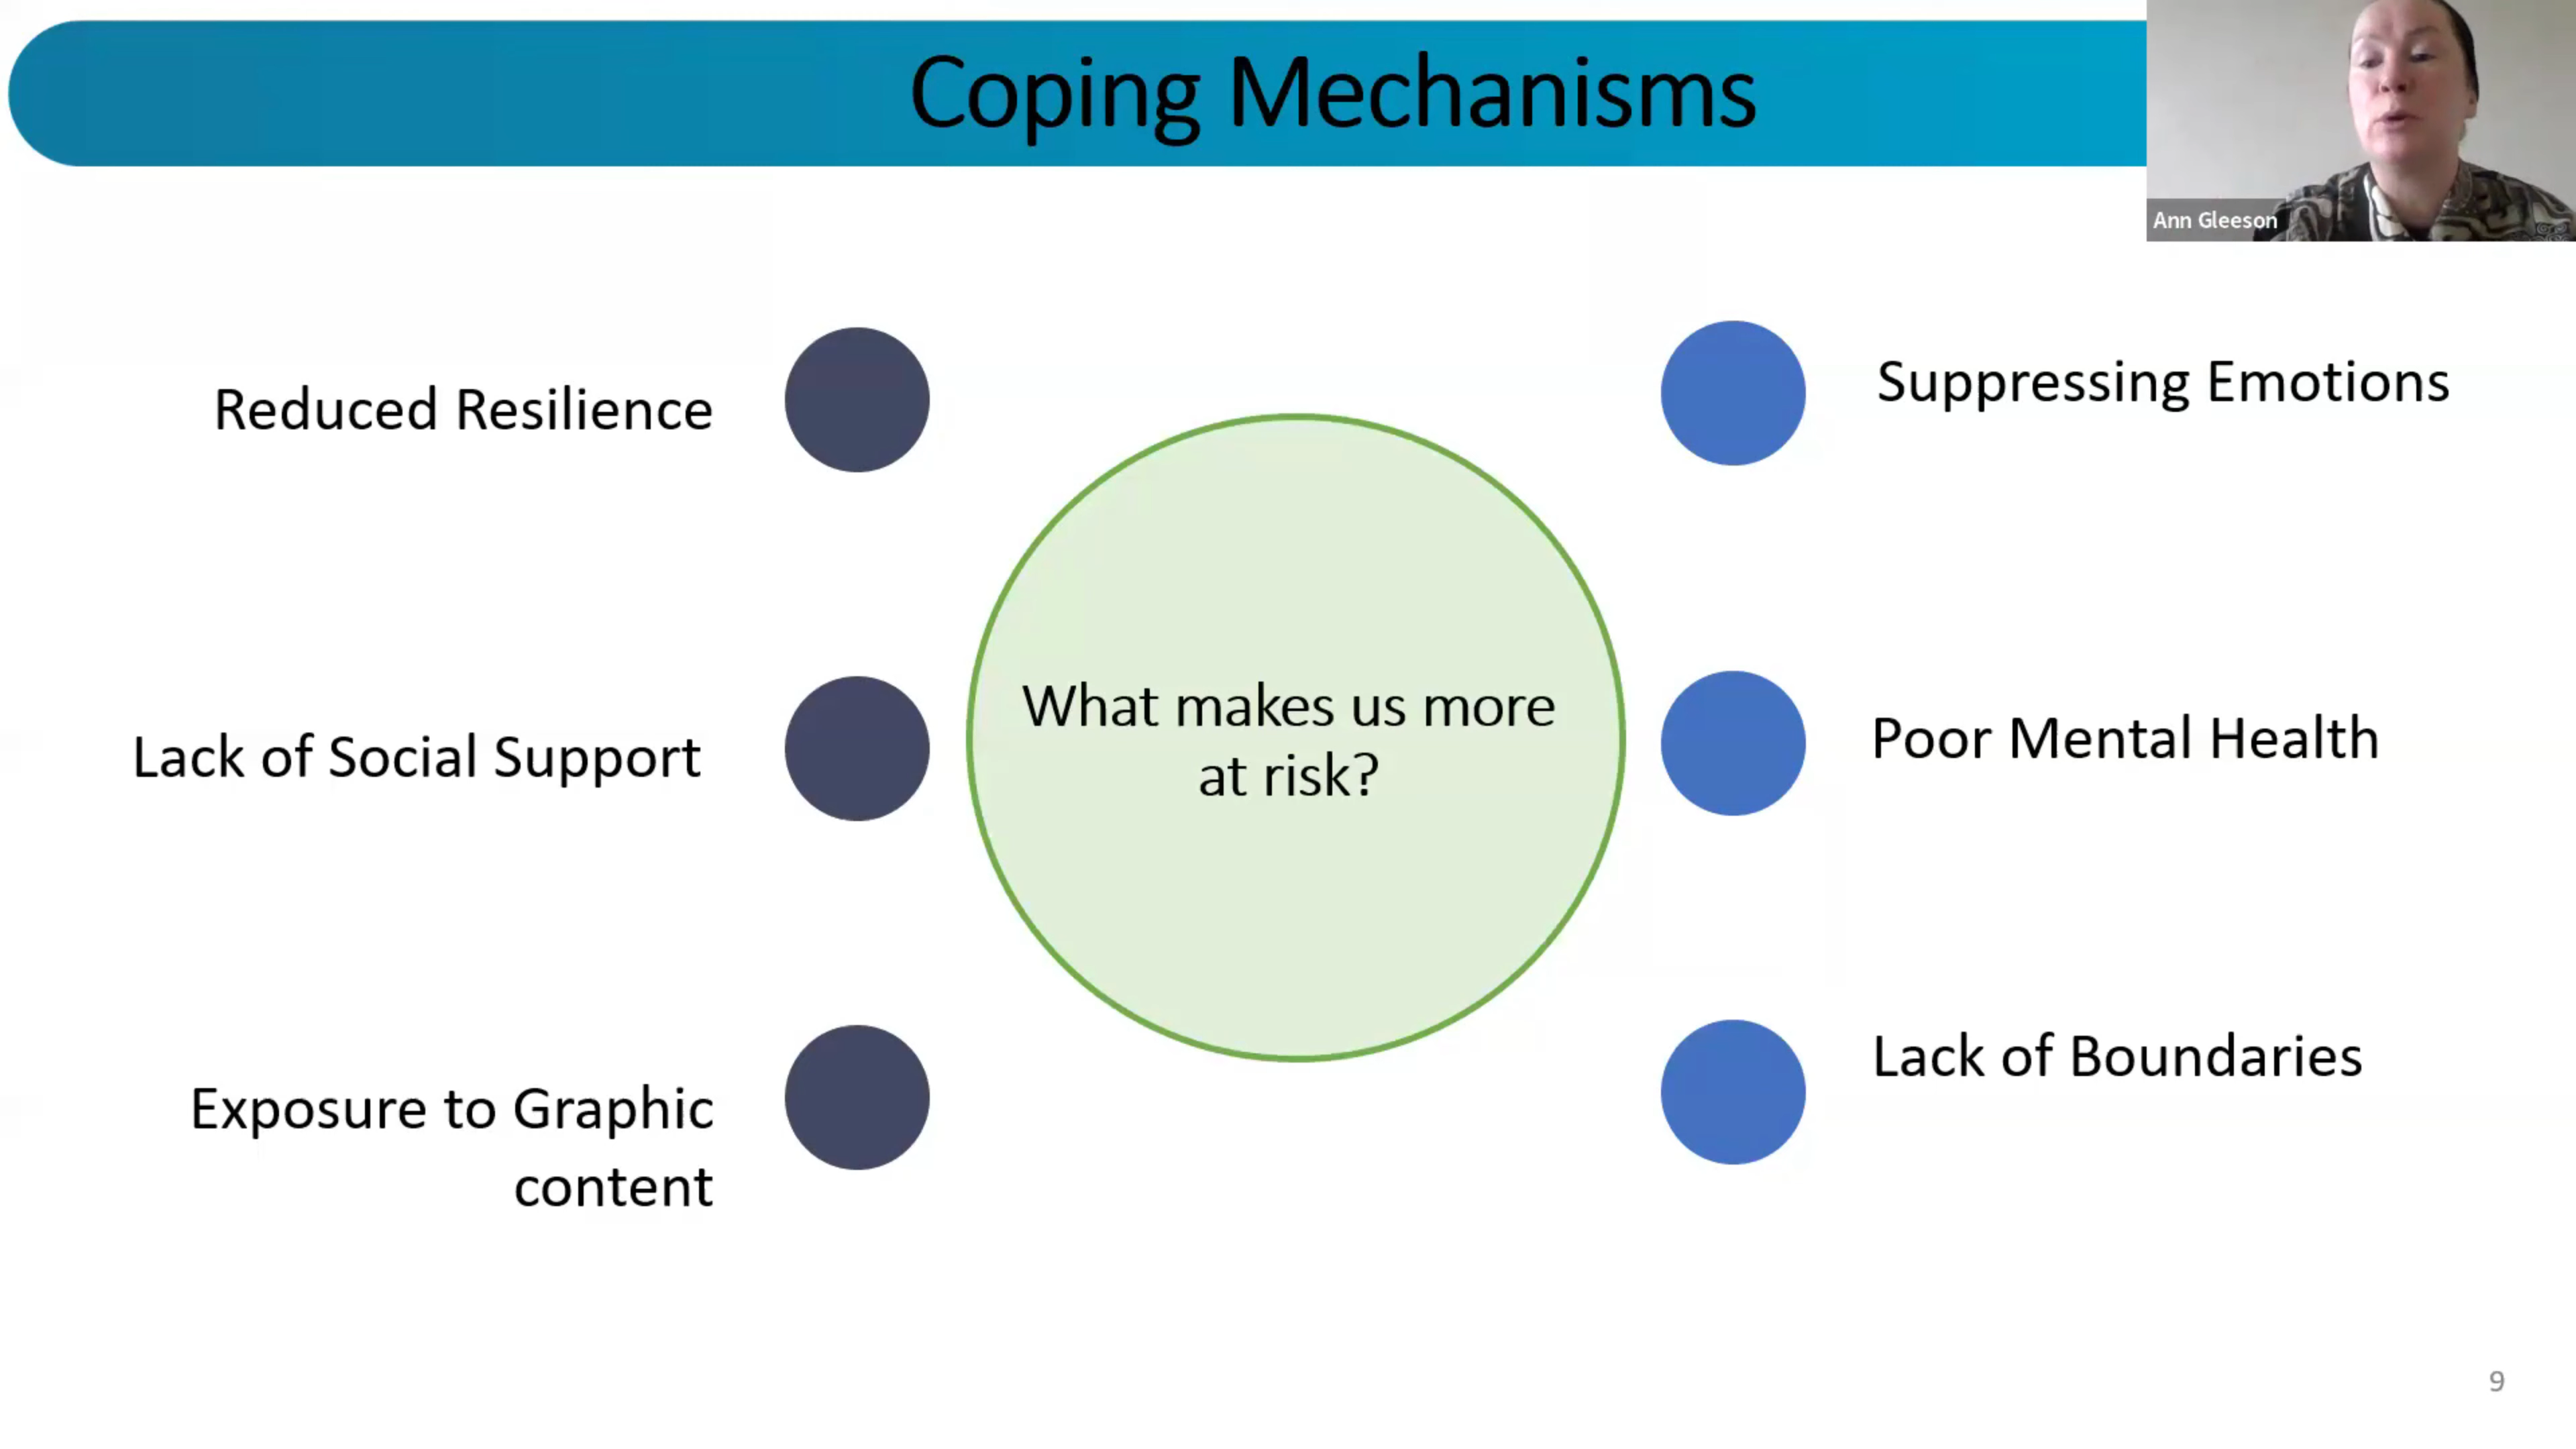 Coping Mechanisms
Ann Gleeson
Reduced Resilience
Lack of Social Support
Exposure to Graphic
content
What makes us more
at risk?
Suppressing Emotions
Poor Mental Health
Lack of Boundaries
9